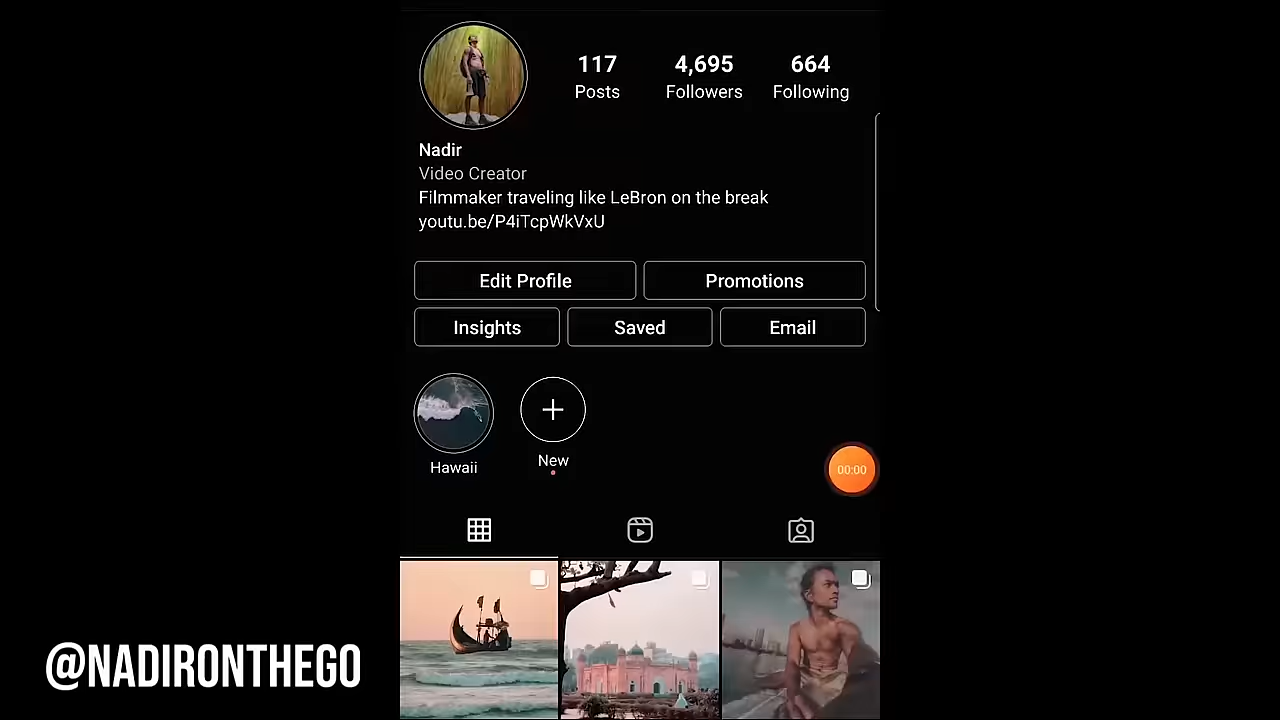 117 4,695 664
Posts Followers Following
Nadir
Video Creator
Filmmaker traveling like LeBron on the break
youtu.be/P4iTcpWkVxU
Edit Profile Promotions
Insights Saved Email
Hawaii New
00:00
@NADIRONTHEGO